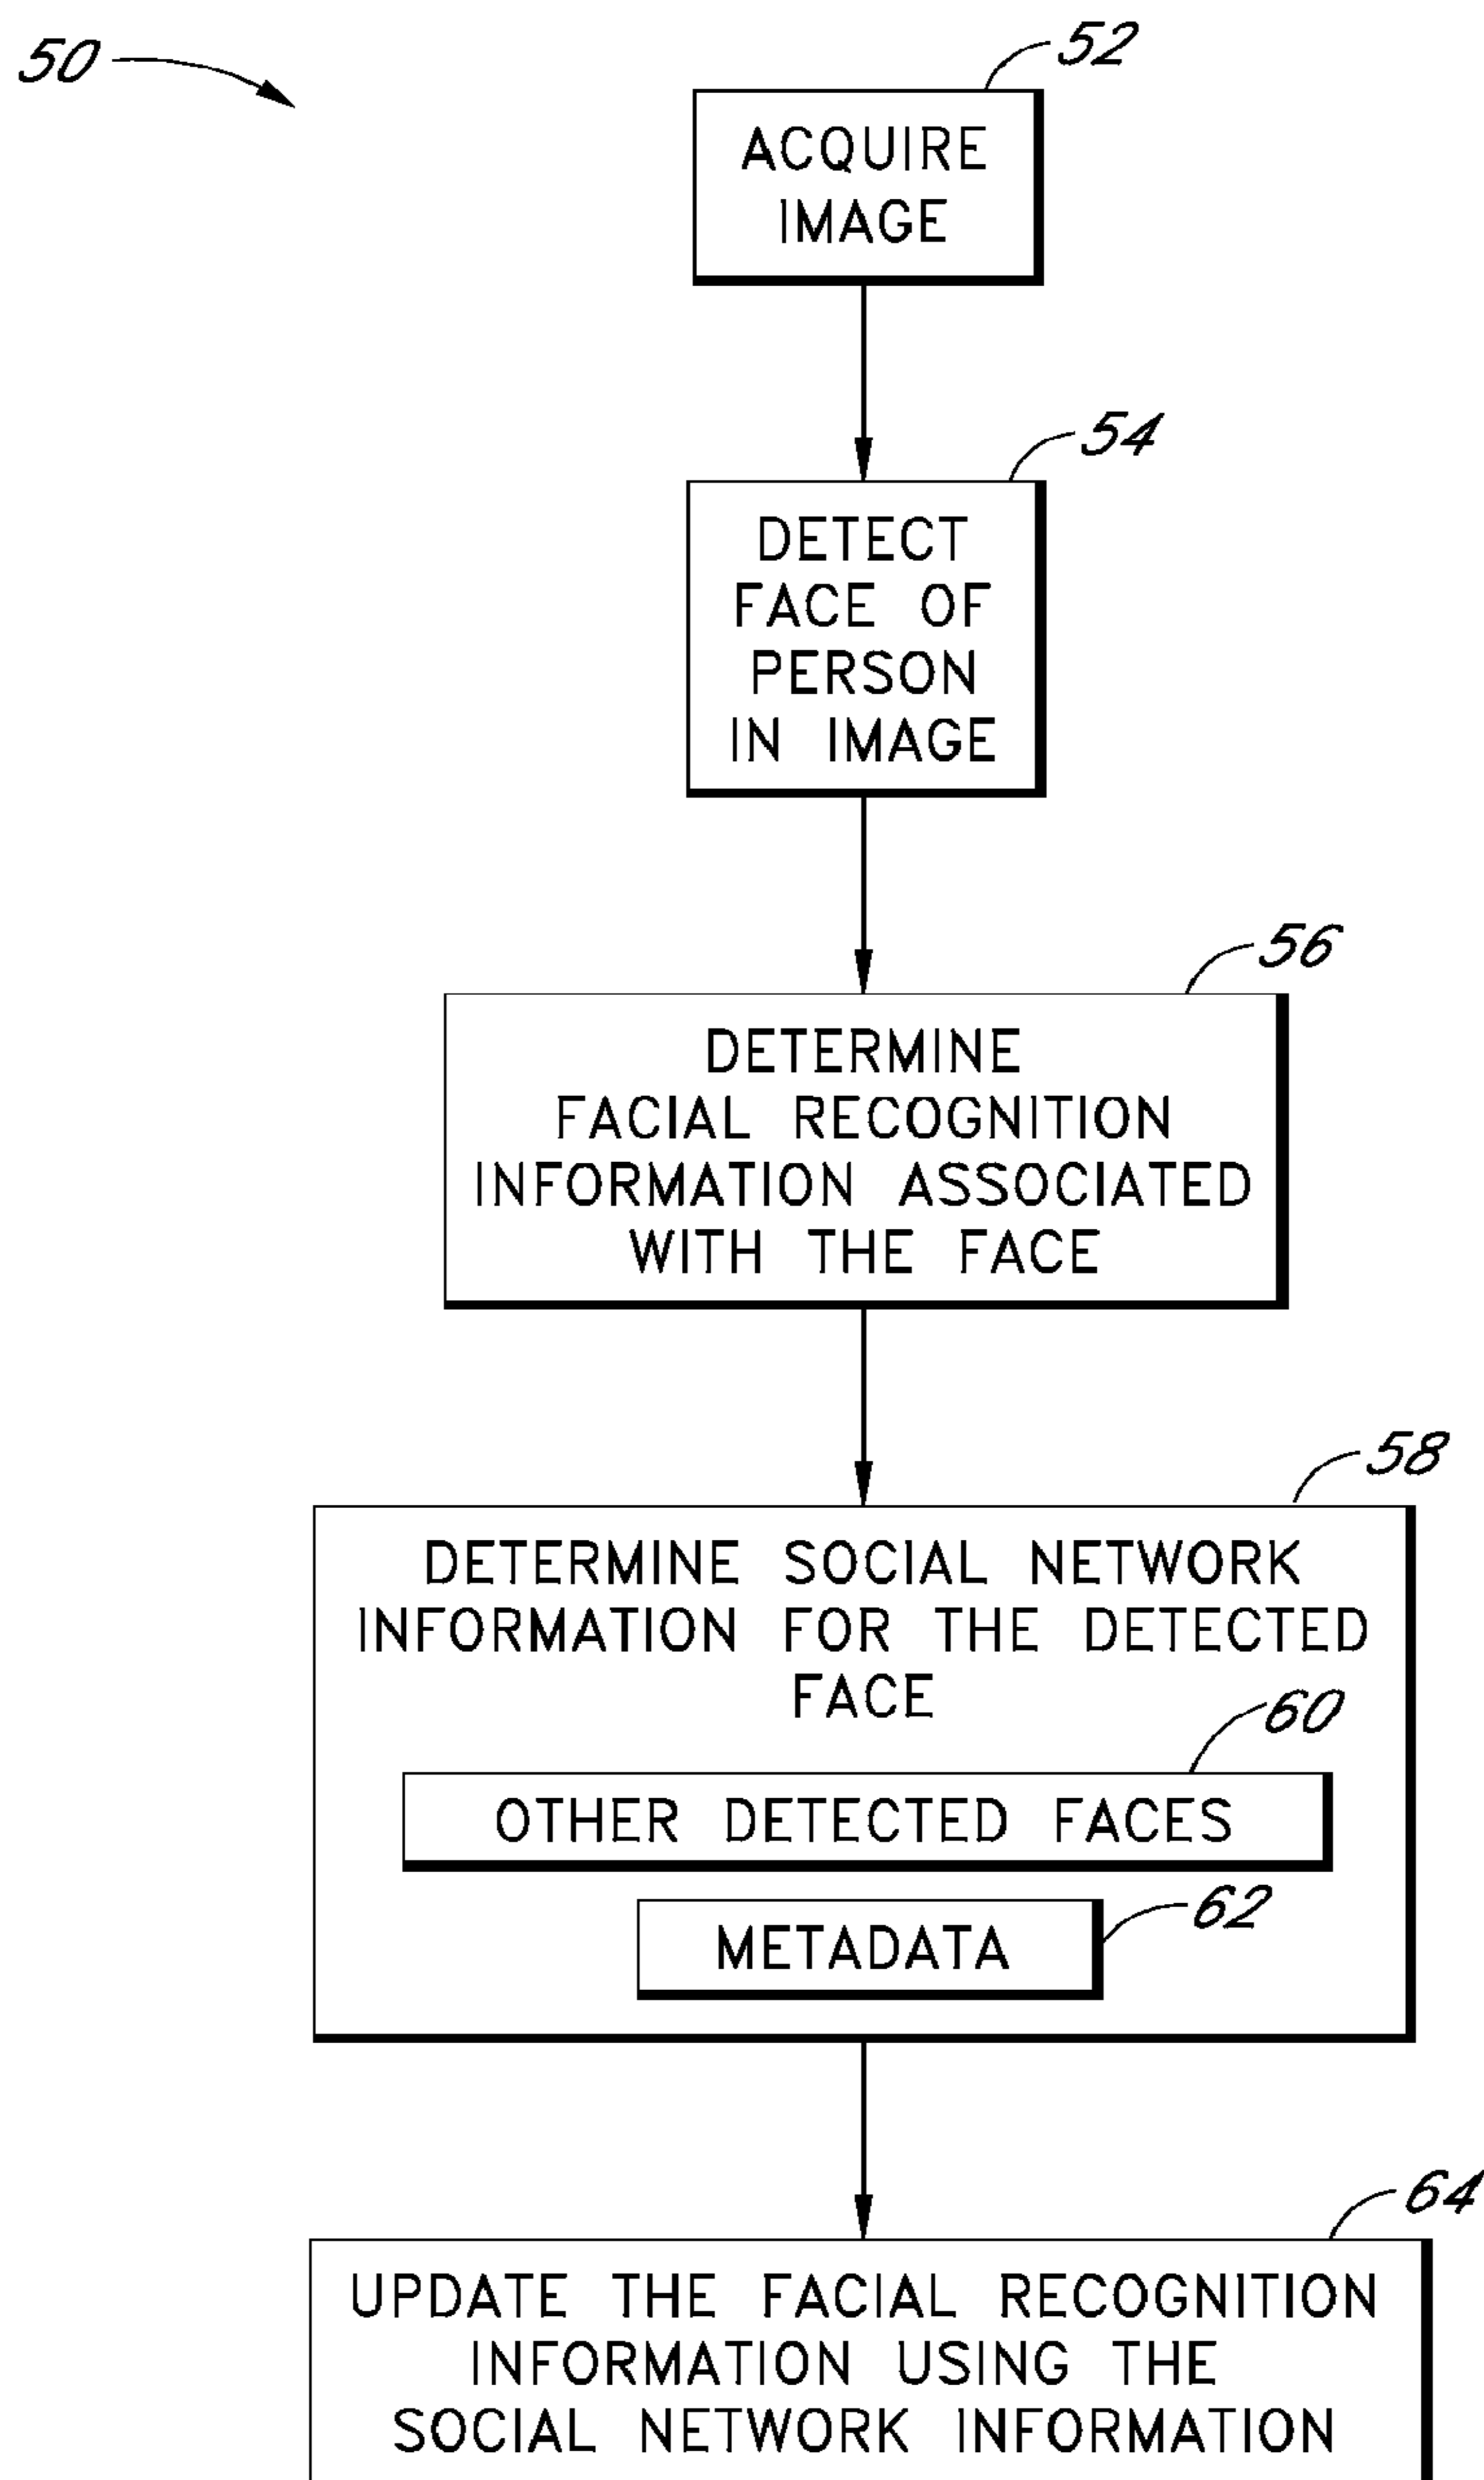 50
52
ACQUIRE
IMAGE
54
DETECT
FACE OF
PERSON
IN IMAGE
56
DETERMINE
FACIAL RECOGNITION
INFORMATION ASSOCIATED
WITH THE FACE
58
DETERMINE SOCIAL NETWORK
INFORMATION FOR THE DETECTED
FACE
60
OTHER DETECTED FACES
62
METADATA
64
UPDATE THE FACIAL RECOGNITION
INFORMATION USING THE
SOCIAL NETWORK INFORMATION